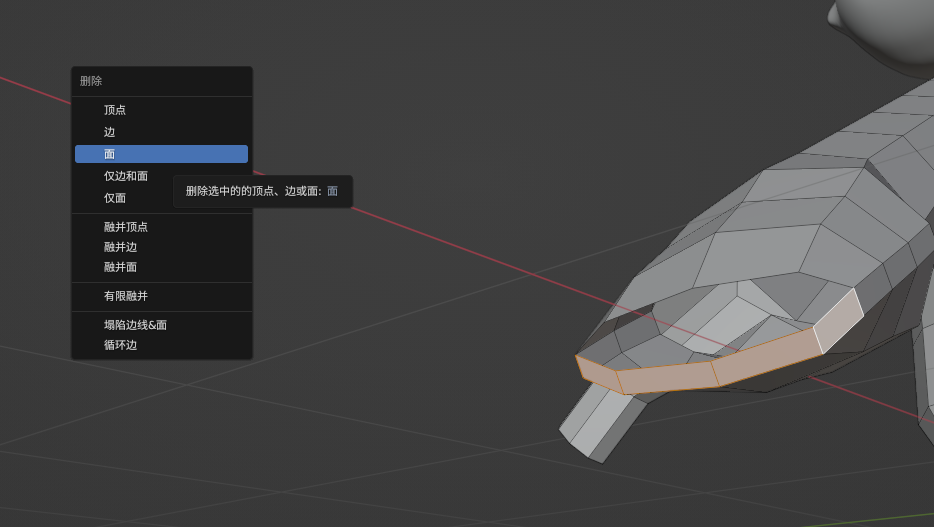 删除
顶点
边
面
仅边和面
仅面
删除选中的的顶点、边或面: 面
融并顶点
融并边
融并面
有限融并
塌陷边线&面
循环边